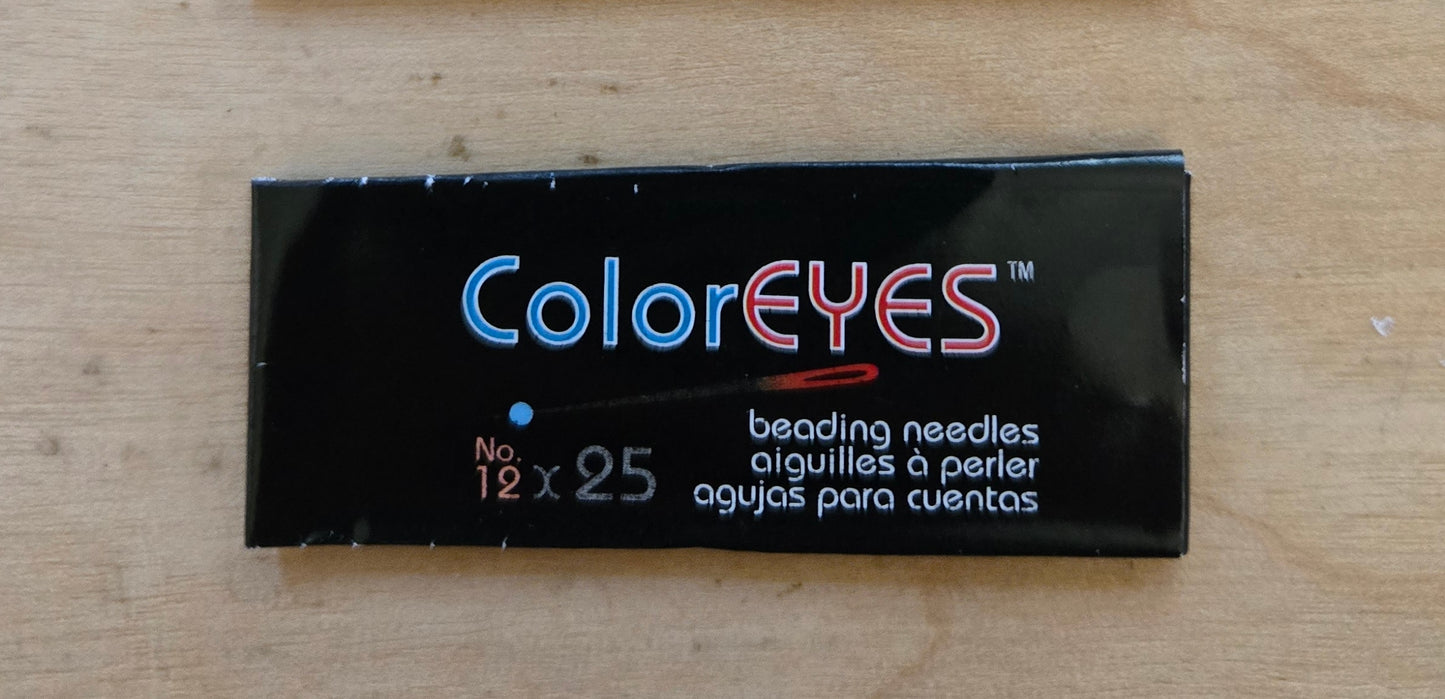 ColorEYES™
No.
12 x 25
beading needles
aiguilles à perler
agujas para cuentas